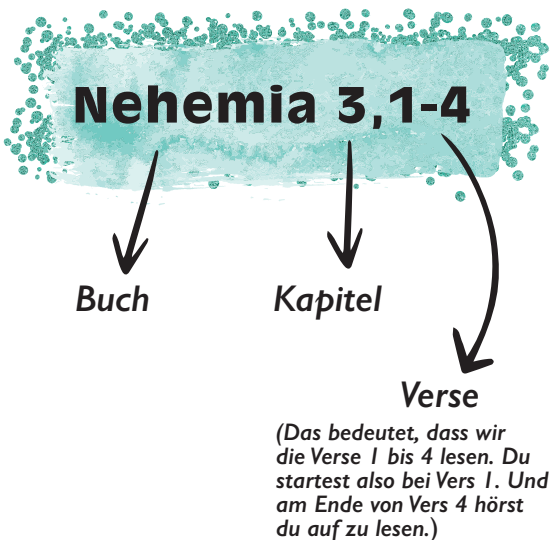 Nehemia 3,1-4
Buch
Kapitel
Verse
(Das bedeutet, dass wir
die Verse 1 bis 4 lesen. Du
startest also bei Vers 1. Und
am Ende von Vers 4 hörst
du auf zu lesen.)